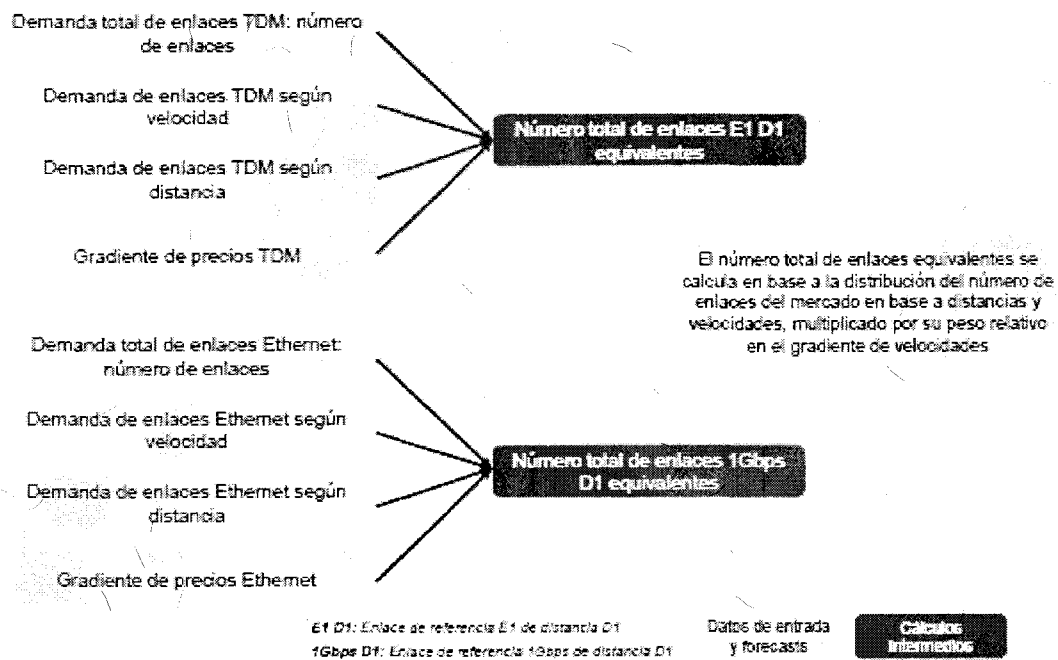 Demanda total de enlaces TDM: número
de enlaces
Demanda de enlaces TDM según
velocidad
Demanda de enlaces TDM según
distancia
Gradiente de precios TDM
Número total de enlaces E1 D1
equivalentes
El número total de enlaces equivalentes se
calcula en base a la distribución del número de
enlaces del mercado en base a distancias y
velocidades, multiplicado por su peso relativo
en el gradiente de velocidades
Demanda total de enlaces Ethernet:
número de enlaces
Demanda de enlaces Ethernet según
velocidad
Demanda de enlaces Ethernet según
distancia
Gradiente de precios Ethernet
Número total de enlaces 1Gbps
D1 equivalentes
E1 D1: Enlace de referencia E1 de distancia D1
1Gbps D1: Enlace de referencia 1Gbps de distancia D1
Datos de entrada
y forecasts
Cálculos
Intermedios